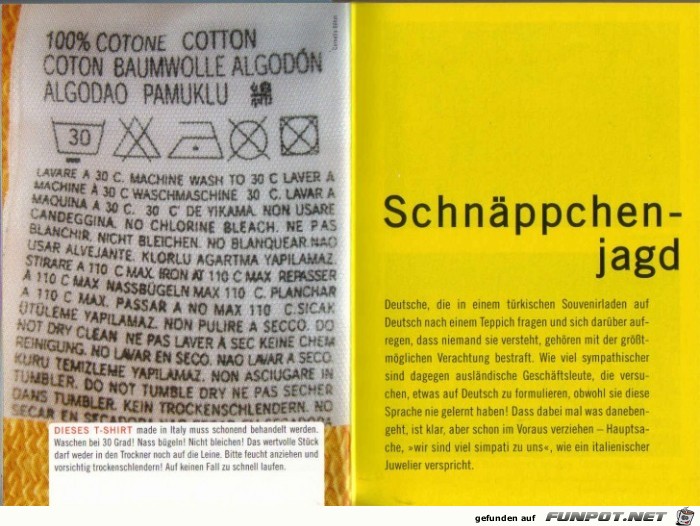 100% COTONE COTTON
COTON BAUMWOLLE ALGODÓN
ALGODAO PAMUKLU 綿
30
LAVARE A 30 C. MACHINE WASH TO 30 C LAVER A
MACHINE À 30 C WASCHMASCHINE 30 C. LAVAR A
MAQUINA A 30 C. 30 C' DE YIKAMA. NON USARE
CANDEGGINA. NO CHLORINE BLEACH. NE PAS
BLANCHIR. NICHT BLEICHEN. NO BLANQUEAR NAO
USAR ALVEJANTE. KLORLU AGARTMA YAPILAMAZ.
STIRARE A 110 C MAX. IRON AT 110 C MAX REPASSER
À 110 C MAX NASSBÜGELN MAX 110 C. PLANCHAR
A 110 C MAX. PASSAR A NO MAX 110 C.SICAK
ÜTÜLEME YAPILAMAZ. NON PULIRE A SECCO. DO
NOT DRY CLEAN NE PAS LAVER À SEC KEINE CHEM
REINIGUNG. NO LAVAR EN SECO. NAO LAVAR A SECO.
KURU TEMIZLEME YAPILAMAZ. NON ASCIUGARE IN
TUMBLER. DO NOT TUMBLE DRY NE PAS SECHER
DANS TUMBLER. KEIN TROCKENSCHLENDERN. NO
SECAR EN
DIESES T-SHIRT made in Italy muss schonend behandelt werden.
Waschen bei 30 Grad! Nass bügeln! Nicht bleichen! Das wertvolle Stück
darf weder in den Trockner noch auf die Leine. Bitte feucht anziehen und
vorsichtig trockenschlendern! Auf keinen Fall zu schnell laufen.
Schnäppchen-
jagd
Deutsche, die in einem türkischen Souvenirladen auf
Deutsch nach einem Teppich fragen und sich darüber auf-
regen, dass niemand sie versteht, gehören mit der größt-
möglichen Verachtung bestraft. Wie viel sympathischer
sind dagegen ausländische Geschäftsleute, die versu-
chen, etwas auf Deutsch zu formulieren, obwohl sie diese
Sprache nie gelernt haben! Dass dabei mal was daneben-
geht, ist klar, aber schon im Voraus verziehen – Hauptsa-
che, »wir sind viel simpati zu uns«, wie ein italienischer
Juwelier verspricht.
gefunden auf FUNPOT.NET